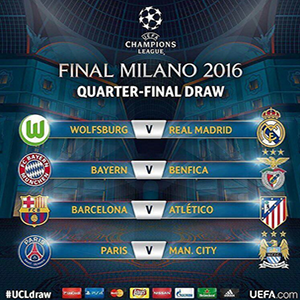 UEFA
CHAMPIONS
LEAGUE
FINAL MILANO 2016
QUARTER-FINAL DRAW
WOLFSBURG V REAL MADRID
BAYERN V BENFICA
BARCELONA V ATLÉTICO
PARIS V MAN. CITY
#UCLdraw
UEFA.com